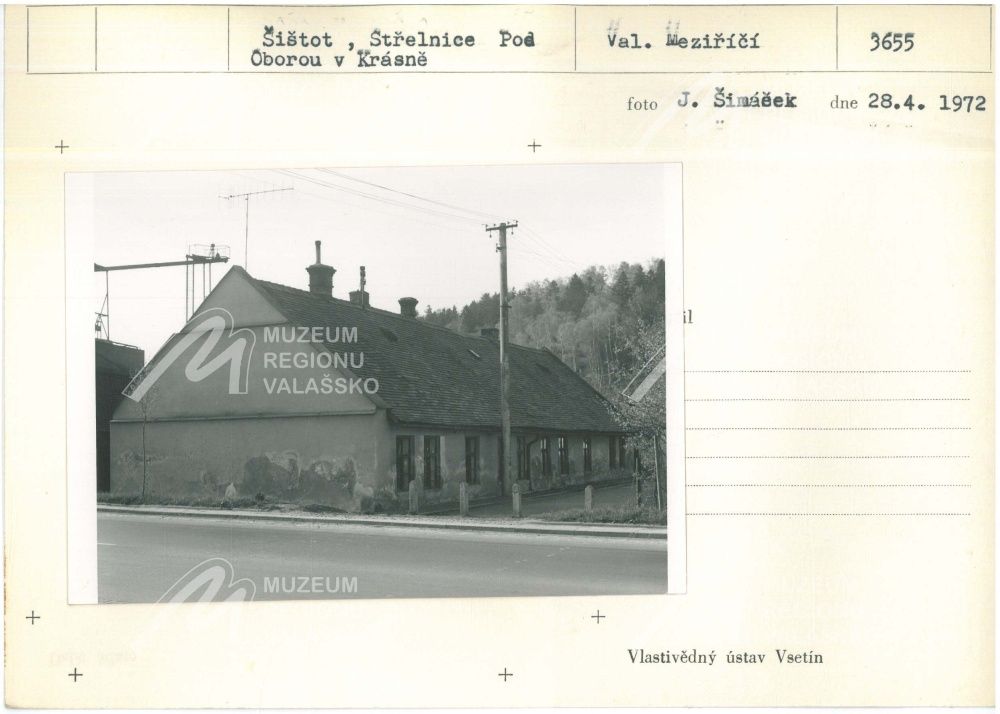 Šištot , Střelnice Pod
Oborou v Krásně
Val. Meziříčí
3655
foto J. Šimáček dne 28.4. 1972
MUZEUM
REGIONU
VALAŠSKO
MUZEUM
Vlastivědný ústav Vsetín